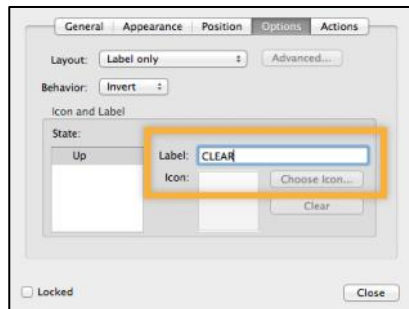 General Appearance Position Options Actions
Layout: Label only Advanced...
Behavior: Invert
Icon and Label
State:
Up Label: CLEAR
Icon: Choose Icon...
Clear
Locked Close